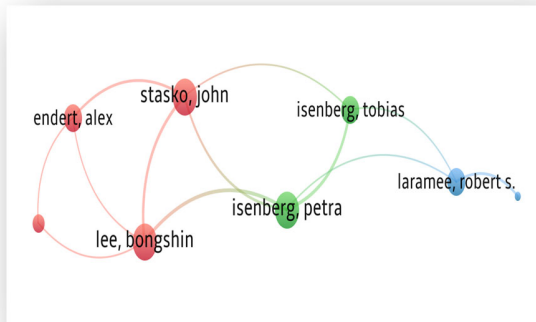 stasko, john
endert, alex
isenberg, tobias
laramee, robert s.
isenberg, petra
lee, bongshin